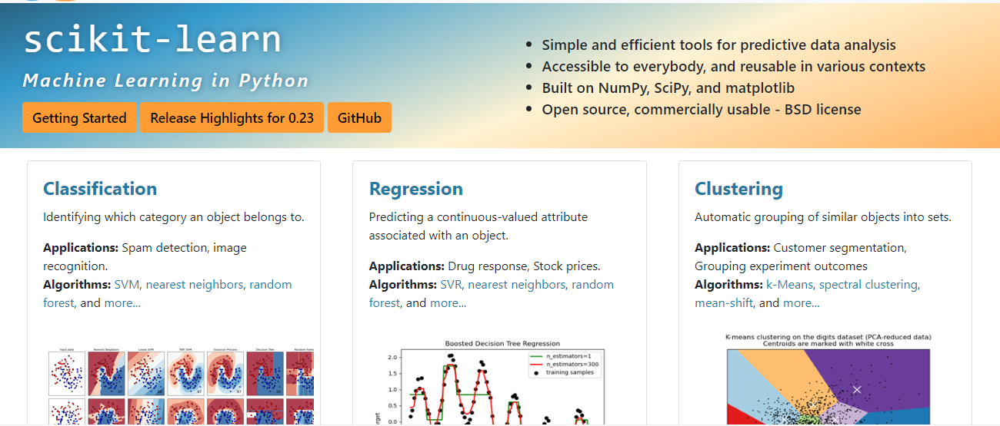 scikit-learn
Machine Learning in Python
Getting Started
Release Highlights for 0.23
GitHub
Simple and efficient tools for predictive data analysis
Accessible to everybody, and reusable in various contexts
Built on NumPy, SciPy, and matplotlib
Open source, commercially usable - BSD license
Classification
Identifying which category an object belongs to.
Applications: Spam detection, image
recognition.
Algorithms: SVM, nearest neighbors, random
forest, and more...
Input data
Nearest Neighbors
Linear SVM
RBF SVM
Gaussian Process
Decision Tree
Random Fores
Regression
Predicting a continuous-valued attribute
associated with an object.
Applications: Drug response, Stock prices.
Algorithms: SVR, nearest neighbors, random
forest, and more...
Boosted Decision Tree Regression
n_estimators=1
n_estimators=300
training samples
2.0
1.5
1.0
0.5
0.0
rget
Clustering
Automatic grouping of similar objects into sets.
Applications: Customer segmentation,
Grouping experiment outcomes
Algorithms: k-Means, spectral clustering,
mean-shift, and more...
K-means clustering on the digits dataset (PCA-reduced data)
Centroids are marked with white cross